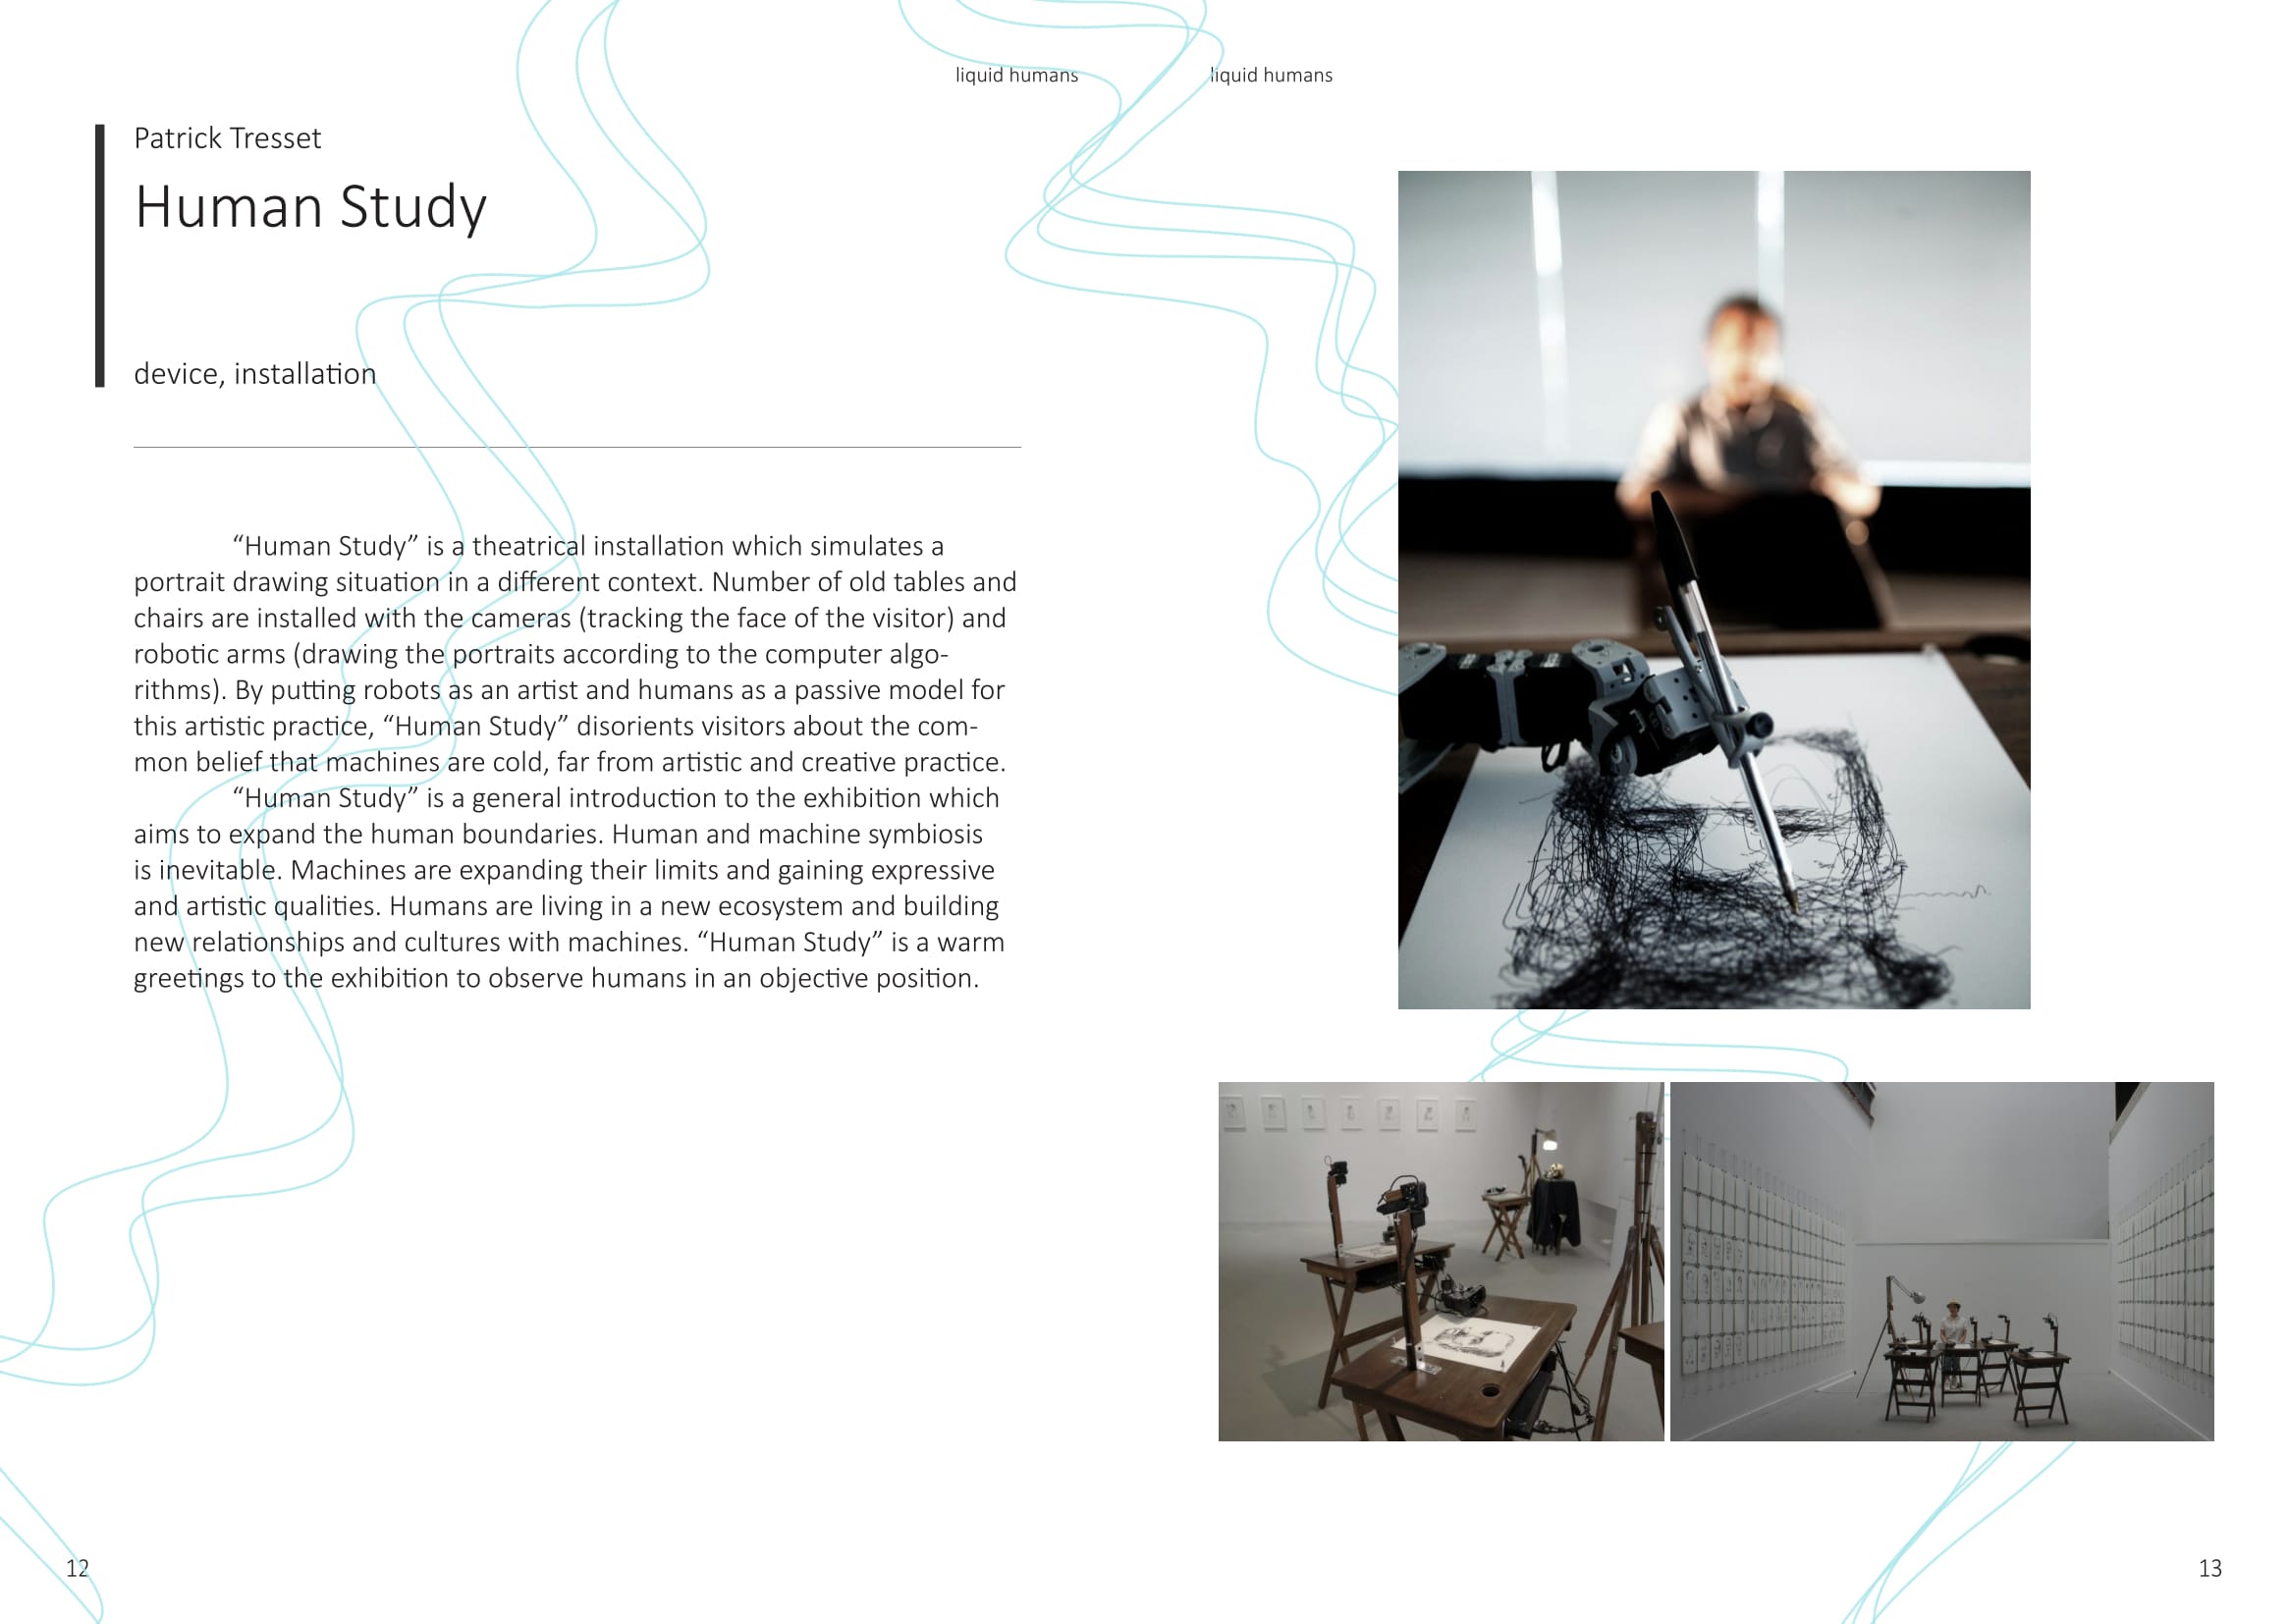 liquid humans
Patrick Tresset
Human Study
device, installation
“Human Study” is a theatrical installation which simulates a
portrait drawing situation in a different context. Number of old tables and
chairs are installed with the cameras (tracking the face of the visitor) and
robotic arms (drawing the portraits according to the computer algo-
rithms). By putting robots as an artist and humans as a passive model for
this artistic practice, “Human Study” disorients visitors about the com-
mon belief that machines are cold, far from artistic and creative practice.
“Human Study” is a general introduction to the exhibition which
aims to expand the human boundaries. Human and machine symbiosis
is inevitable. Machines are expanding their limits and gaining expressive
and artistic qualities. Humans are living in a new ecosystem and building
new relationships and cultures with machines. “Human Study” is a warm
greetings to the exhibition to observe humans in an objective position.
12
liquid humans
13